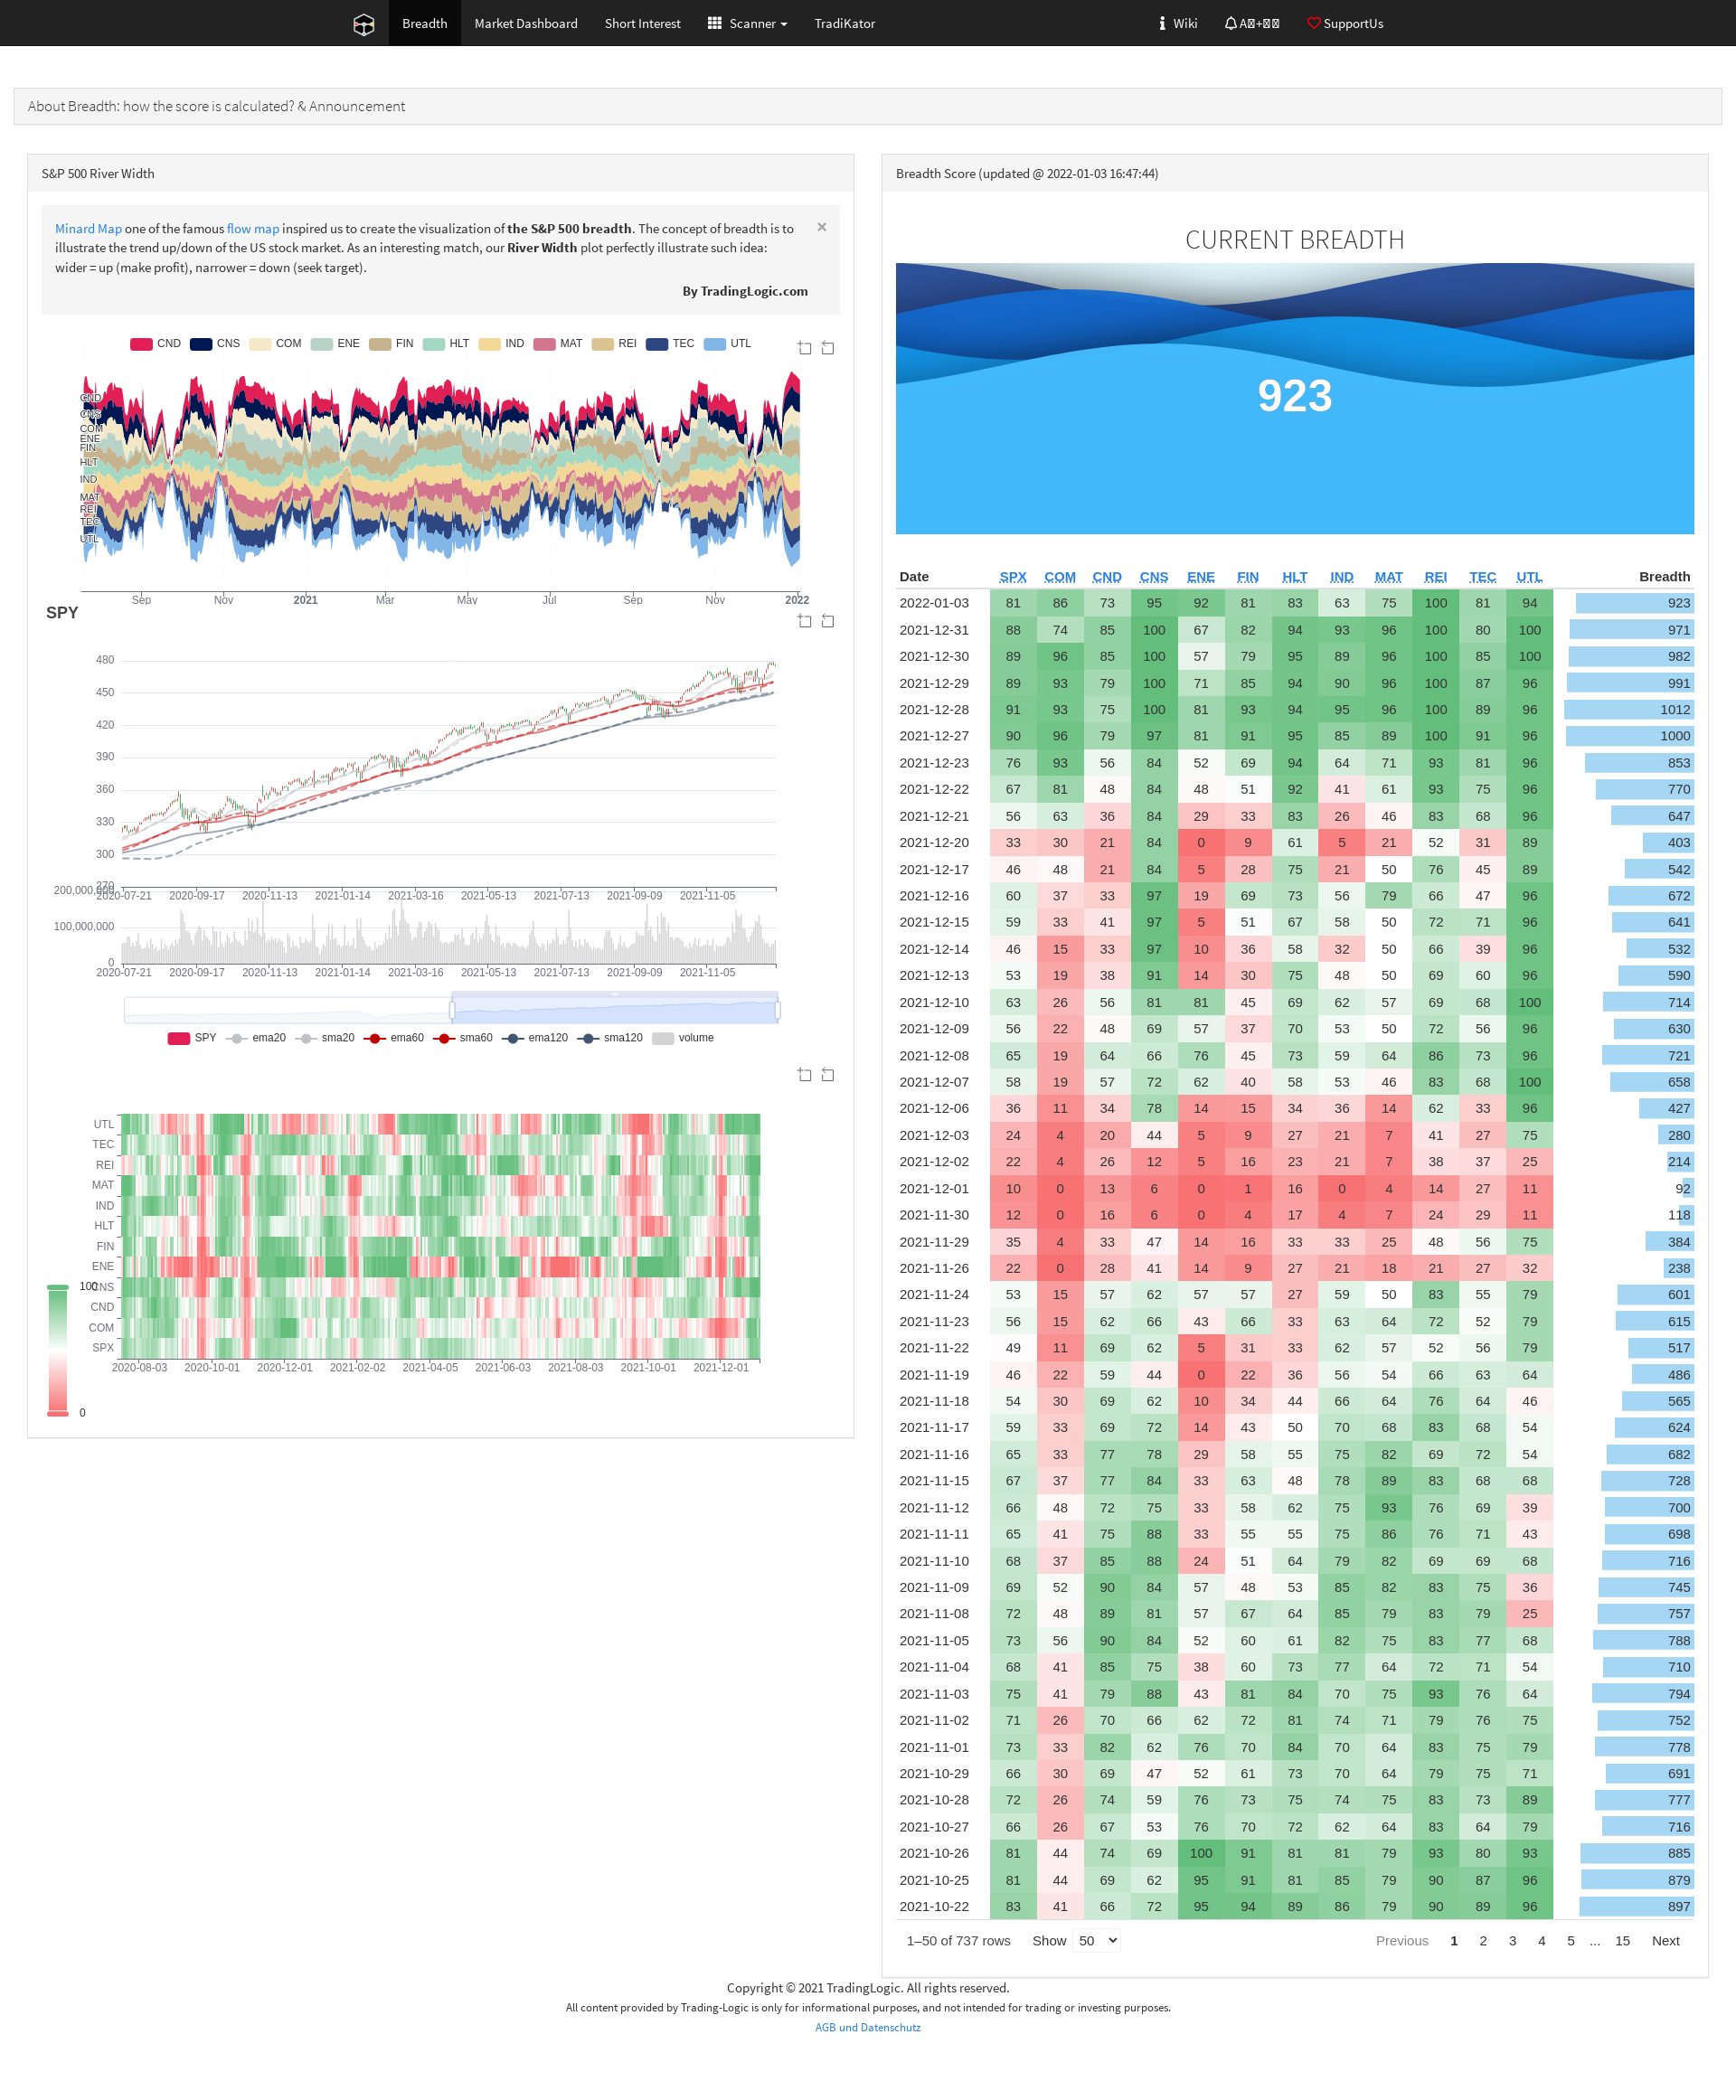 Breadth Market Dashboard Short Interest Scanner TradiKator Wiki SupportUs
About Breadth: how the score is calculated? & Announcement
S&P 500 River Width
Minard Map one of the famous flow map inspired us to create the visualization of the S&P 500 breadth. The concept of breadth is to
illustrate the trend up/down of the US stock market. As an interesting match, our River Width plot perfectly illustrate such idea:
wider = up (make profit), narrower = down (seek target).
By TradingLogic.com
×
CND CNS COM ENE FIN HLT IND MAT REI TEC UTL
CND
CNS
COM
ENE
FIN
HLT
IND
MAT
REI
TEC
UTL
Sep Nov 2021 Mar May Jul Sep Nov 2022
SPY
480
450
420
390
360
330
300
270
2020-07-21 2020-09-17 2020-11-13 2021-01-14 2021-03-16 2021-05-13 2021-07-13 2021-09-09 2021-11-05
200,000,000
100,000,000
0
2020-07-21 2020-09-17 2020-11-13 2021-01-14 2021-03-16 2021-05-13 2021-07-13 2021-09-09 2021-11-05
SPY ema20 sma20 ema60 sma60 ema120 sma120 volume
UTL
TEC
REI
MAT
IND
HLT
FIN
ENE
CNS
CND
COM
SPX
100
0
2020-08-03 2020-10-01 2020-12-01 2021-02-02 2021-04-05 2021-06-03 2021-08-03 2021-10-01 2021-12-01
Breadth Score (updated @ 2022-01-03 16:47:44)
CURRENT BREADTH
923
Date SPX COM CND CNS ENE FIN HLT IND MAT REI TEC UTL Breadth
2022-01-03 81 86 73 95 92 81 83 63 75 100 81 94 923
2021-12-31 88 74 85 100 67 82 94 93 96 100 80 100 971
2021-12-30 89 96 85 100 57 79 95 89 96 100 85 100 982
2021-12-29 89 93 79 100 71 85 94 90 96 100 87 96 991
2021-12-28 91 93 75 100 81 93 94 95 96 100 89 96 1012
2021-12-27 90 96 79 97 81 91 95 85 89 100 91 96 1000
2021-12-23 76 93 56 84 52 69 94 64 71 93 81 96 853
2021-12-22 67 81 48 84 48 51 92 41 61 93 75 96 770
2021-12-21 56 63 36 84 29 33 83 26 46 83 68 96 647
2021-12-20 33 30 21 84 0 9 61 5 21 52 31 89 403
2021-12-17 46 48 21 84 5 28 75 21 50 76 45 89 542
2021-12-16 60 37 33 97 19 69 73 56 79 66 47 96 672
2021-12-15 59 33 41 97 5 51 67 58 50 72 71 96 641
2021-12-14 46 15 33 97 10 36 58 32 50 66 39 96 532
2021-12-13 53 19 38 91 14 30 75 48 50 69 60 96 590
2021-12-10 63 26 56 81 81 45 69 62 57 69 68 100 714
2021-12-09 56 22 48 69 57 37 70 53 50 72 56 96 630
2021-12-08 65 19 64 66 76 45 73 59 64 86 73 96 721
2021-12-07 58 19 57 72 62 40 58 53 46 83 68 100 658
2021-12-06 36 11 34 78 14 15 34 36 14 62 33 96 427
2021-12-03 24 4 20 44 5 9 27 21 7 41 27 75 280
2021-12-02 22 4 26 12 5 16 23 21 7 38 37 25 214
2021-12-01 10 0 13 6 0 1 16 0 4 14 27 11 92
2021-11-30 12 0 16 6 0 4 17 4 7 24 29 11 118
2021-11-29 35 4 33 47 14 16 33 33 25 48 56 75 384
2021-11-26 22 0 28 41 14 9 27 21 18 21 27 32 238
2021-11-24 53 15 57 62 57 57 27 59 50 83 55 79 601
2021-11-23 56 15 62 66 43 66 33 63 64 72 52 79 615
2021-11-22 49 11 69 62 5 31 33 62 57 52 56 79 517
2021-11-19 46 22 59 44 0 22 36 56 54 66 63 64 486
2021-11-18 54 30 69 62 10 34 44 66 64 76 64 46 565
2021-11-17 59 33 69 72 14 43 50 70 68 83 68 54 624
2021-11-16 65 33 77 78 29 58 55 75 82 69 72 54 682
2021-11-15 67 37 77 84 33 63 48 78 89 83 68 68 728
2021-11-12 66 48 72 75 33 58 62 75 93 76 69 39 700
2021-11-11 65 41 75 88 33 55 55 75 86 76 71 43 698
2021-11-10 68 37 85 88 24 51 64 79 82 69 69 68 716
2021-11-09 69 52 90 84 57 48 53 85 82 83 75 36 745
2021-11-08 72 48 89 81 57 67 64 85 79 83 79 25 757
2021-11-05 73 56 90 84 52 60 61 82 75 83 77 68 788
2021-11-04 68 41 85 75 38 60 73 77 64 72 71 54 710
2021-11-03 75 41 79 88 43 81 84 70 75 93 76 64 794
2021-11-02 71 26 70 66 62 72 81 74 71 79 76 75 752
2021-11-01 73 33 82 62 76 70 84 70 64 83 75 79 778
2021-10-29 66 30 69 47 52 61 73 70 64 79 75 71 691
2021-10-28 72 26 74 59 76 73 75 74 75 83 73 89 777
2021-10-27 66 26 67 53 76 70 72 62 64 83 64 79 716
2021-10-26 81 44 74 69 100 91 81 81 79 93 80 93 885
2021-10-25 81 44 69 62 95 91 81 85 79 90 87 96 879
2021-10-22 83 41 66 72 95 94 89 86 79 90 89 96 897
1–50 of 737 rows Show 50 Previous 1 2 3 4 5 ... 15 Next
Copyright © 2021 TradingLogic. All rights reserved.
All content provided by Trading-Logic is only for informational purposes, and not intended for trading or investing purposes.
AGB und Datenschutz